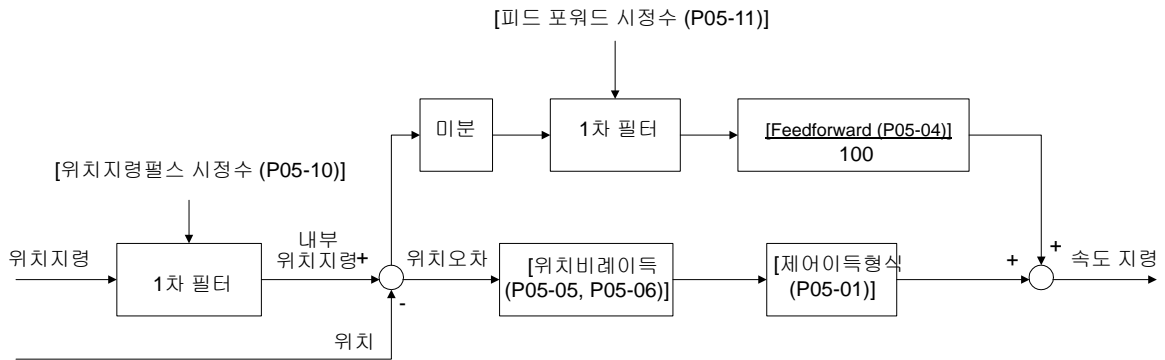 [피드 포워드 시정수 (P05-11)]
미분
1차 필터
[Feedforward (P05-04)]
100
[위치지령펄스 시정수 (P05-10)]
위치지령
1차 필터
내부
위치지령+
-
위치오차
[위치비례이득
(P05-05, P05-06)]
[제어이득형식
(P05-01)]
+
+
속도 지령
위치